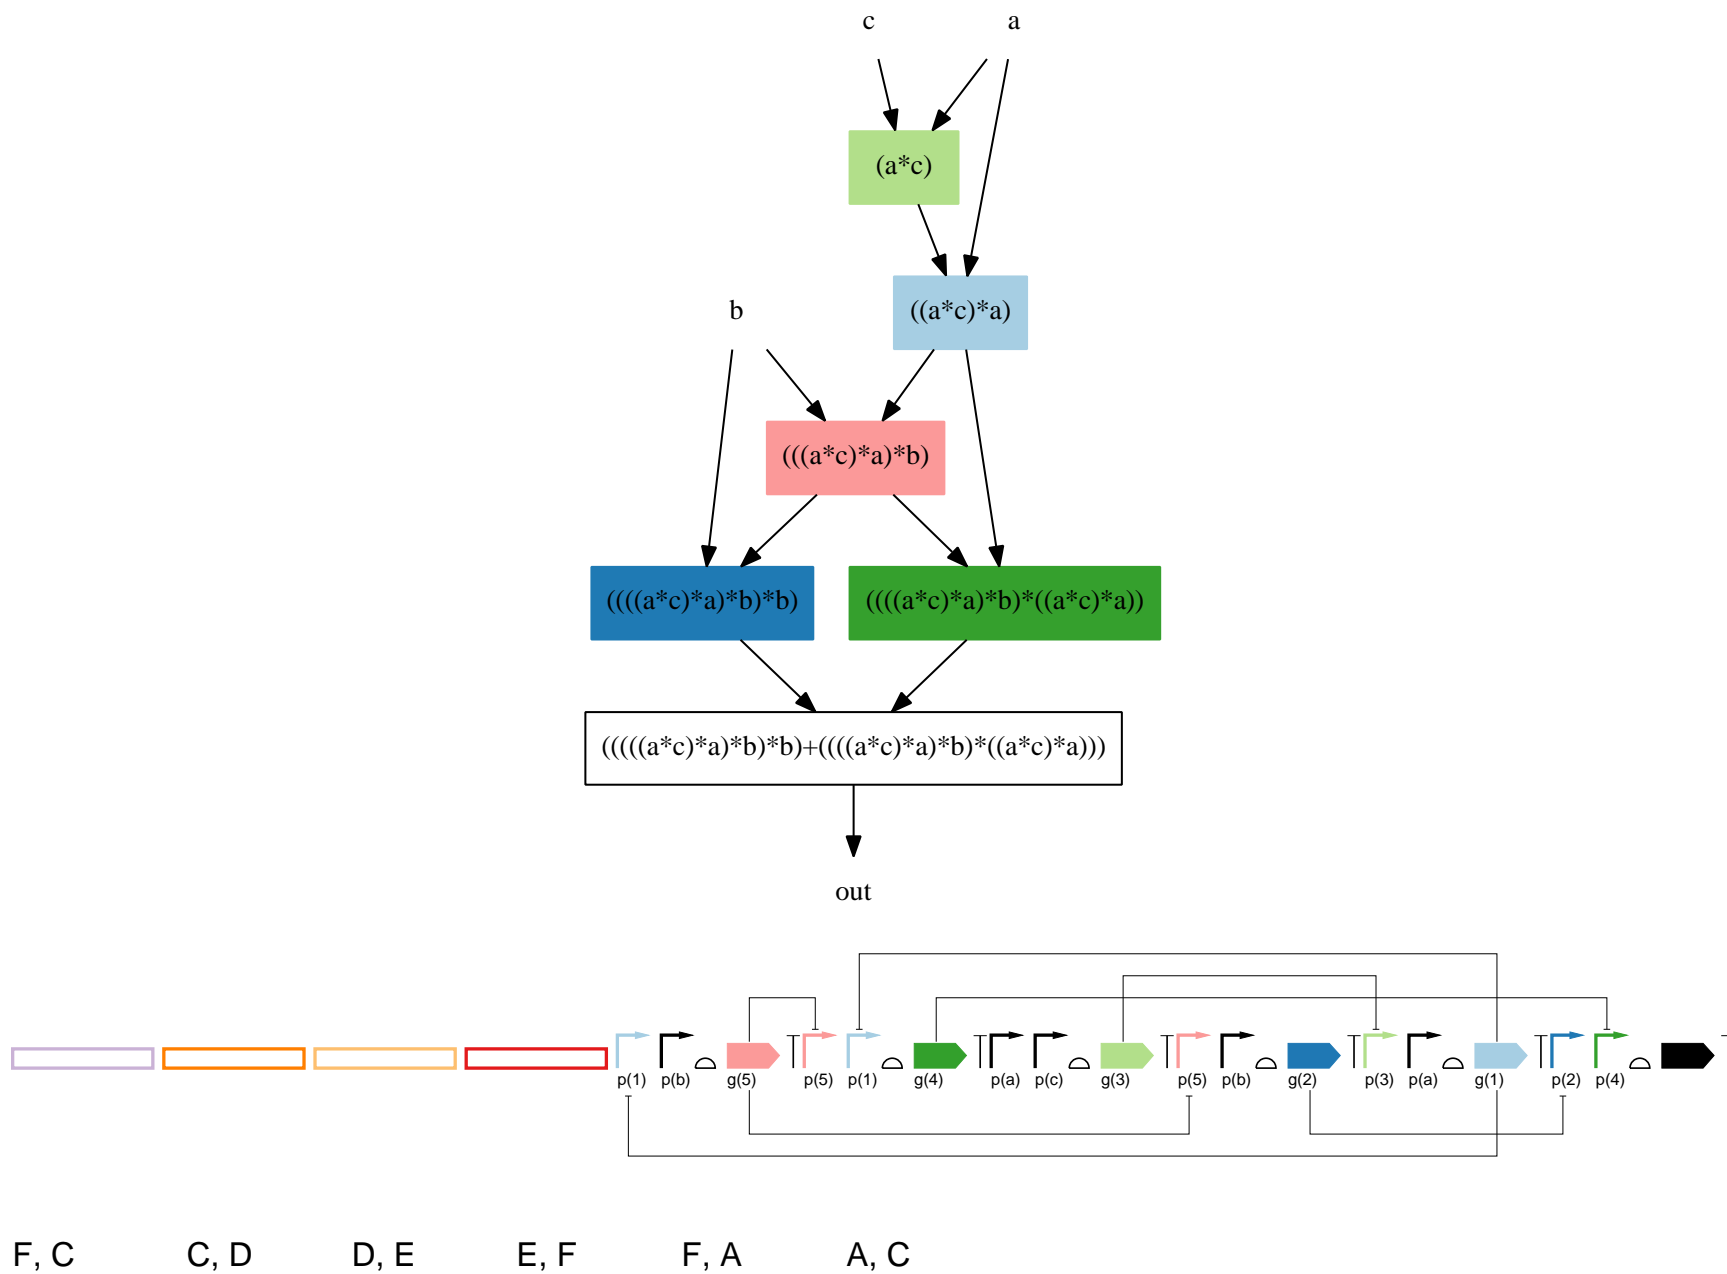 c a
(a*c)
b ((a*c)*a)
(((a*c)*a)*b)
((((a*c)*a)*b)*b) ((((a*c)*a)*b)*((a*c)*a))
(((((a*c)*a)*b)*b)+((((a*c)*a)*b)*((a*c)*a)))
out
p(1) p(b) g(5) p(5) p(1) g(4) p(a) p(c) g(3) p(5) p(b) g(2) p(3) p(a) g(1) p(2) p(4)
F, C C, D D, E E, F F, A A, C